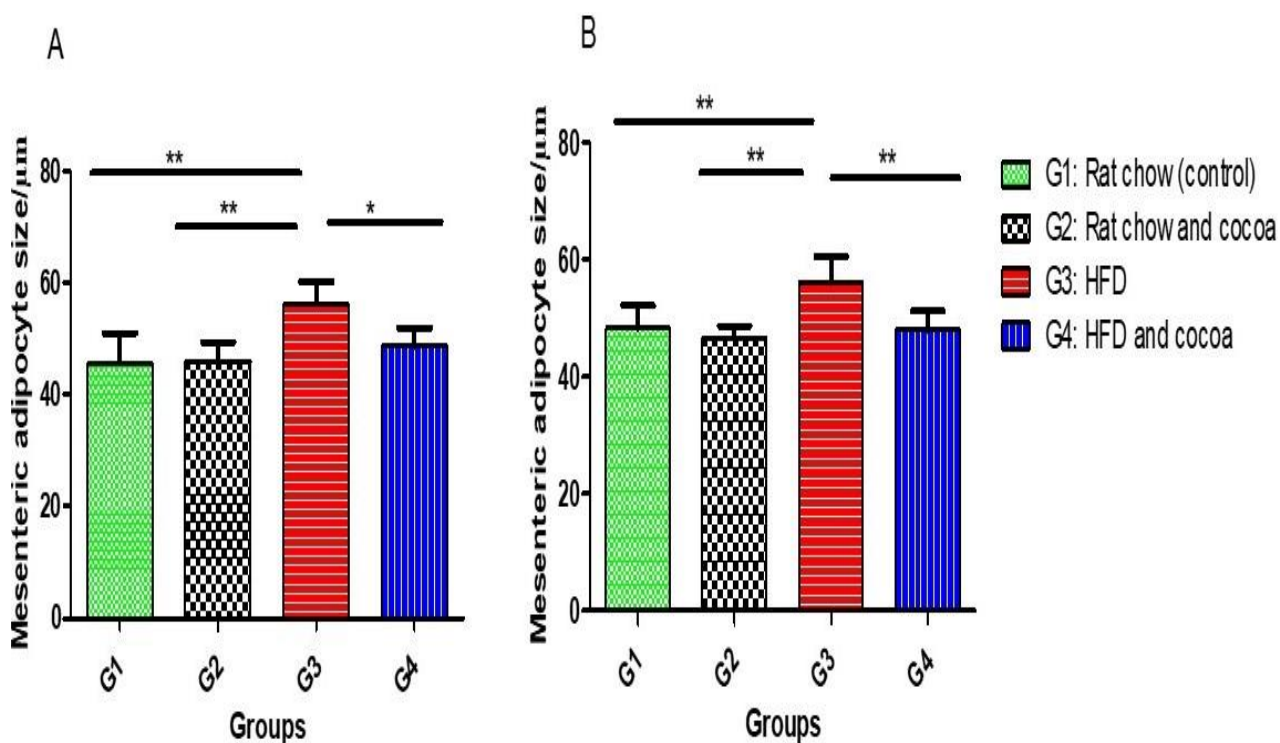 A
Mesenteric adipocyte size/μm
80
60
40
20
0
**
**
*
G1
G2
G3
G4
Groups
B
Mesenteric adipocyte size/μm
80
60
40
20
0
**
**
**
G1
G2
G3
G4
Groups
G1: Rat chow (control)
G2: Rat chow and cocoa
G3: HFD
G4: HFD and cocoa